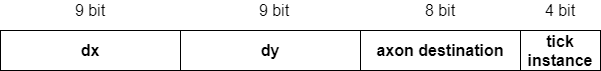 9 bit 9 bit 8 bit 4 bit
dx dy axon destination tick instance